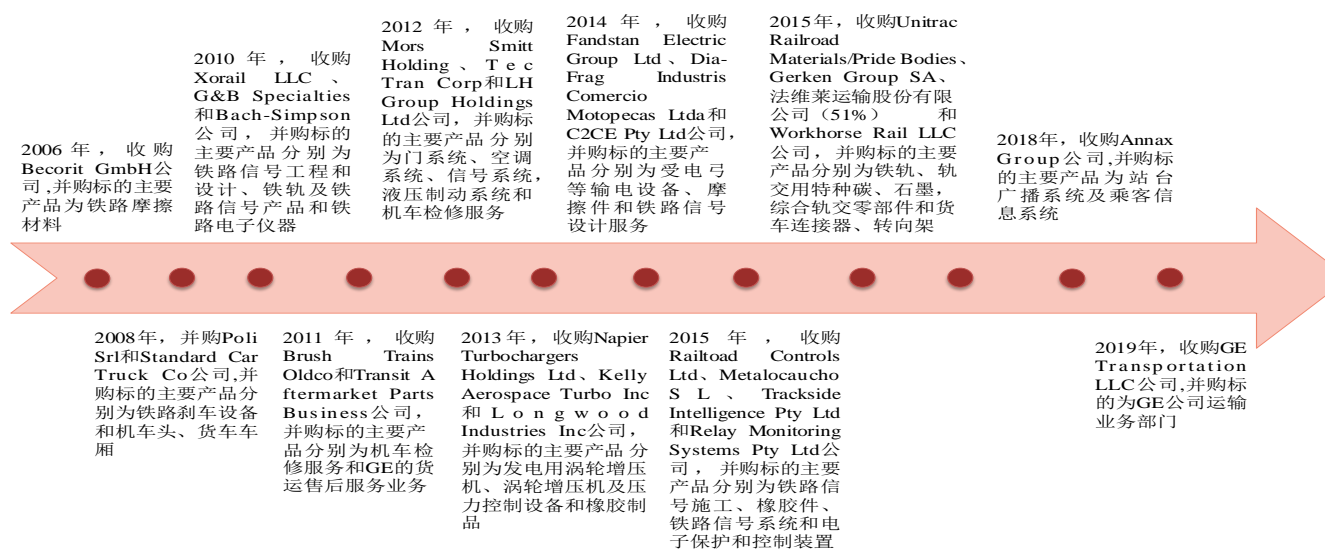 2006 年 ， 收 购
Becorit GmbH公
司,并购标的主要
产品为铁路摩擦
材料
2008年，并购Poli
Srl和Standard Car
Truck Co公司,并
购标的主要产品分
别为铁路刹车设备
和机车头、货车车
厢
2010 年 ， 收 购
Xorail LLC 、
G&B Specialties
和Bach-Simpson
公司，并购标的
主要产品分别为
铁路信号工程和
设计、铁轨及铁
路信号产品和铁
路电子仪器
2011 年 ， 收 购
Brush Trains
Oldco和Transit A
ftermarket Parts
Business公司，
并购标的主要产
品分别为机车检
修服务和GE的货
运售后服务业务
2012 年 ， 收购
Mors Smitt
Holding、T e c
Tran Corp和LH
Group Holdings
Ltd公司，并购标
的主要产品分别
为门系统、空调
系统、信号系统，
液压制动系统和
机车检修服务
2013 年，收购Napier
Turbochargers
Holdings Ltd、Kelly
Aerospace Turbo Inc
和 L o n g w o o d
Industries Inc公司，
并购标的主要产品分
别为发电用涡轮增压
机、涡轮增压机及压
力控制设备和橡胶制
品
2014 年 ， 收购
Fandstan Electric
Group Ltd 、Dia-
Frag Industris
Comercio
Motopecas Ltda和
C2CE Pty Ltd公司，
并购标的主要产
品分别为受电弓
等输电设备、摩
擦件和铁路信号
设计服务
2015 年 ， 收购
Railtoad Controls
Ltd、Metalocaucho
S L 、 Trackside
Intelligence Pty Ltd
和Relay Monitoring
Systems Pty Ltd公
司，并购标的主要
产品分别为铁路信
号施工、橡胶件、
铁路信号系统和电
子保护和控制装置
2015年，收购Unitrac
Railroad
Materials/Pride Bodies、
Gerken Group SA、
法维莱运输股份有限
公司（51%） 和
Workhorse Rail LLC
公司，并购标的主要
产品分别为铁轨、轨
交用特种碳、石墨，
综合轨交零部件和货
车连接器、转向架
2018年，收购Annax
Group公司,并购标
的主要产品为站台
广播系统及乘客信
息系统
2019年，收购GE
Transportation
LLC公司,并购标
的为GE公司运输
业务部门